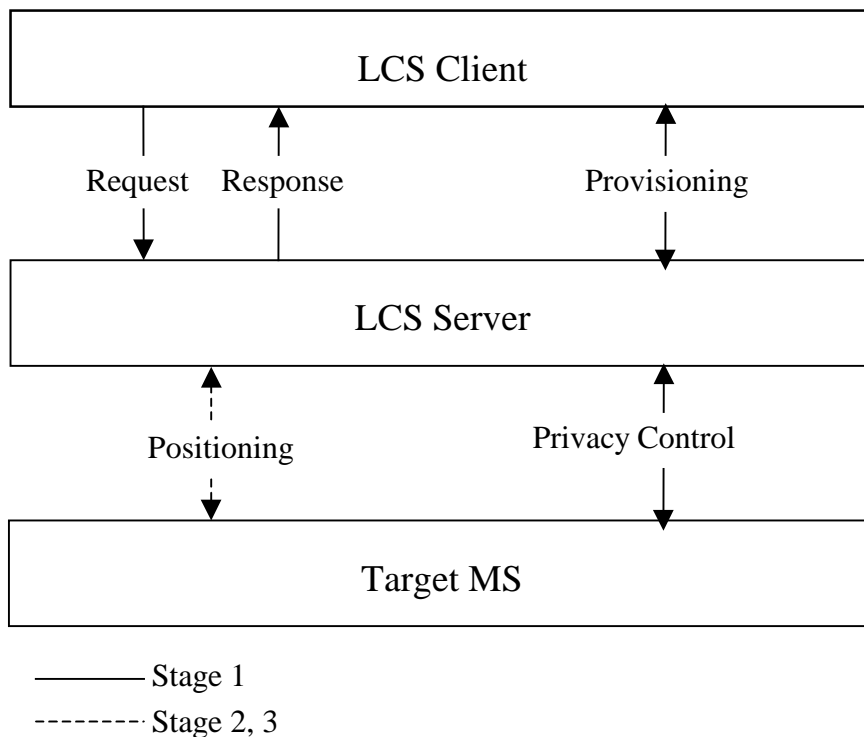 LCS Client
Request Response Provisioning
LCS Server
Positioning Privacy Control
Target MS
Stage 1
Stage 2, 3